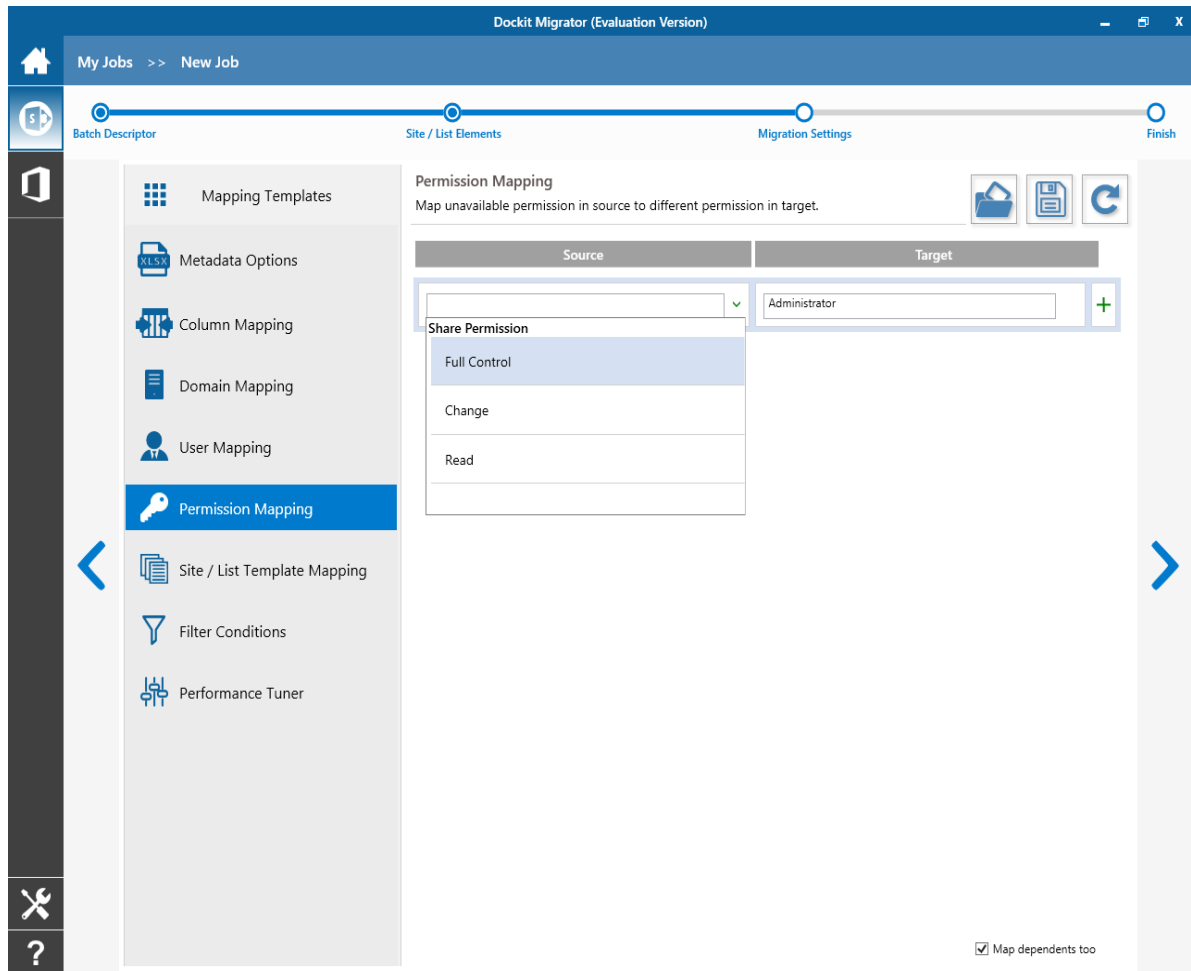 Dockit Migrator (Evaluation Version)
X
My Jobs >> New Job
S
Batch Descriptor
Site / List Elements
Migration Settings
Finish
Mapping Templates
XLSX
Metadata Options
Column Mapping
Domain Mapping
User Mapping
Permission Mapping
Site / List Template Mapping
Filter Conditions
Performance Tuner
Permission Mapping
Map unavailable permission in source to different permission in target.
Source
Target
Administrator
Share Permission
Full Control
Change
Read
Map dependents too
?